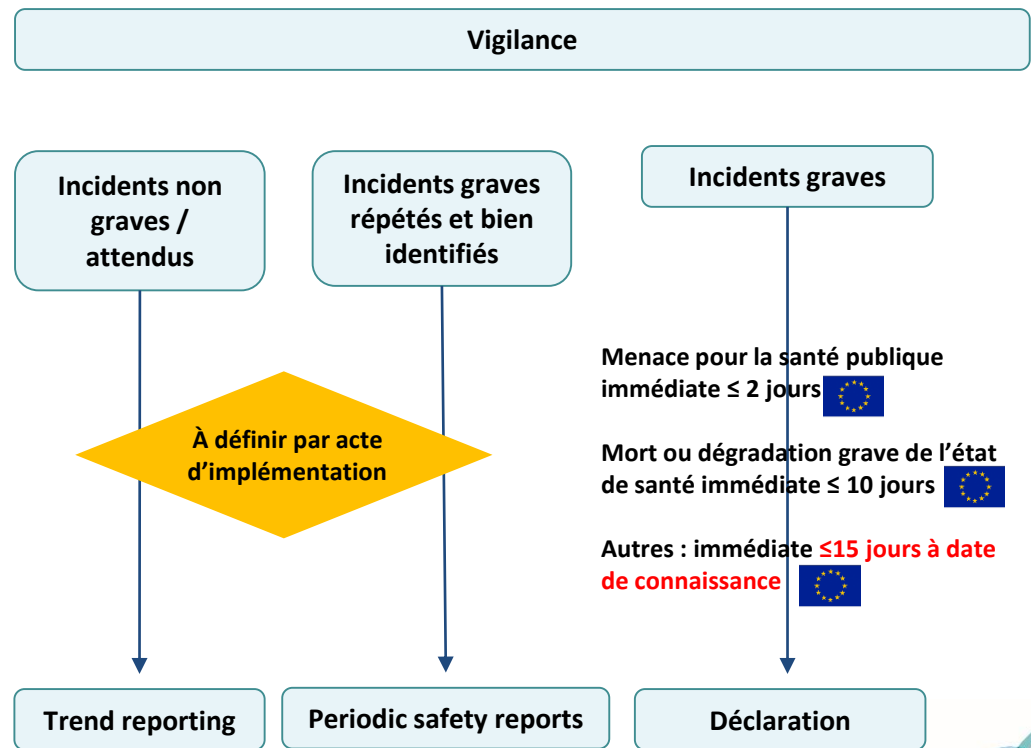 Vigilance
Incidents non
graves /
attendus
Incidents graves
répétés et bien
identifiés
Incidents graves
À définir par acte
d’implémentation
Menace pour la santé publique
immédiate ≤ 2 jours
Mort ou dégradation grave de l’état
de santé immédiate ≤ 10 jours
Autres : immédiate ≤15 jours à date
de connaissance
Trend reporting
Periodic safety reports
Déclaration